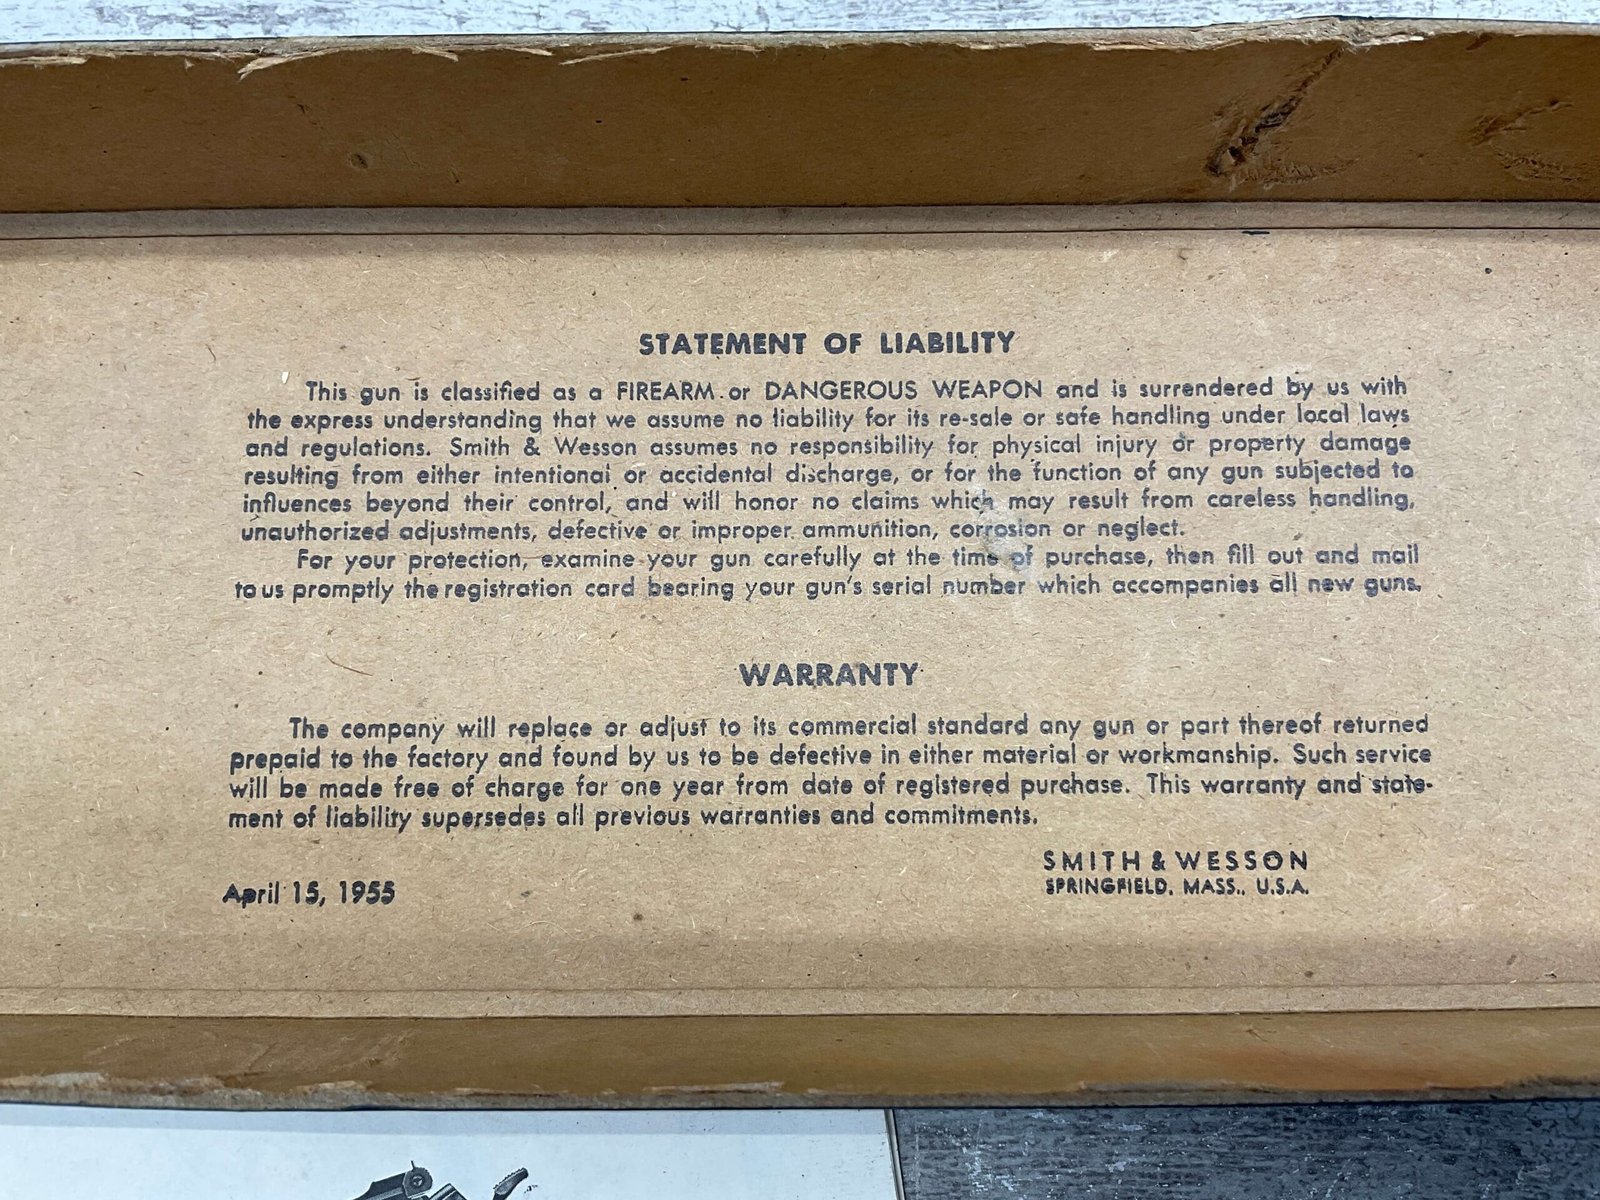 STATEMENT OF LIABILITY
This gun is classified as a FIREARM or DANGEROUS WEAPON and is surrendered by us with
the express understanding that we assume no liability for its re-sale or safe handling under local laws
and regulations. Smith & Wesson assumes no responsibility for physical injury or property damage
resulting from either intentional or accidental discharge, or for the function of any gun subjected to
influences beyond their control, and will honor no claims which may result from careless handling,
unauthorized adjustments, defective or improper ammunition, corrosion or neglect.
For your protection, examine your gun carefully at the time of purchase, then fill out and mail
to us promptly the registration card bearing your gun's serial number which accompanies all new guns.
WARRANTY
The company will replace or adjust to its commercial standard any gun or part thereof returned
prepaid to the factory and found by us to be defective in either material or workmanship. Such service
will be made free of charge for one year from date of registered purchase. This warranty and state-
ment of liability supersedes all previous warranties and commitments.
SMITH & WESSON
SPRINGFIELD, MASS., U.S.A.
April 15, 1955